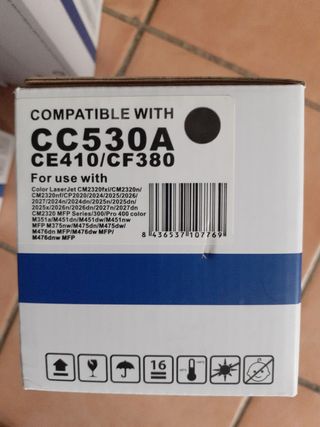 COMPATIBLE WITH
CC530A
CE410/CF380
For use with
Color LaserJet CM2320fxi/CM2320n/
CM2320nf/CP2020/2024/2025/2026/
2027/2024n/2024dn/2025n/2025dn/
2025x/2026n/2026dn/2027n/2027dn
CM2320 MFP Series/300/Pro 400 color
M351a/M451dn/M451dw/M451nw
MFP M375nw/M475dn/M475dw/
M476dn MFP/M476dw MFP/
M476dnw MFP
8 436537 107769
16